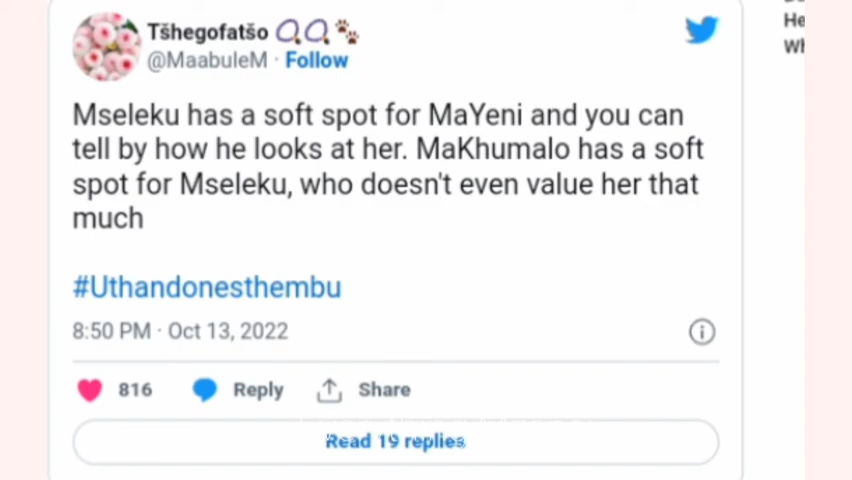 Tšhegofatšo
@MaabuleM · Follow
Mseleku has a soft spot for MaYeni and you can
tell by how he looks at her. MaKhumalo has a soft
spot for Mseleku, who doesn't even value her that
much
#Uthandonesthembu
8:50 PM · Oct 13, 2022
816 Reply Share
Read 19 replies
He